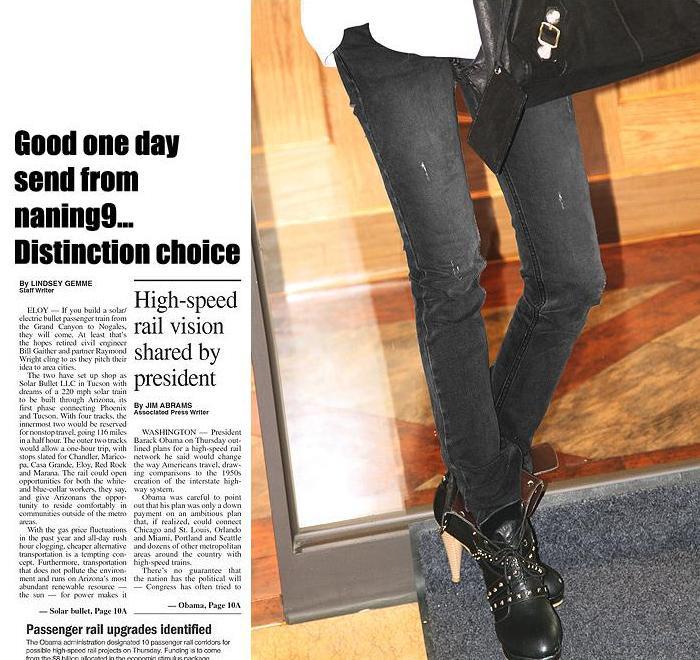 Good one day
send from
naning9...
Distinction choice
By LINDSEY GEMME
Staff Writer
ELOY — If you build a solar/
electric bullet passenger train from
the Grand Canyon to Nogales,
they will come. At least that's
the hopes retired civil engineer
Bill Gaither and partner Raymond
Wright cling to as they pitch their
idea to area cities.
The two have set up shop as
Solar Bullet LLC in Tucson with
dreams of a 220 mph solar train
to be built through Arizona, its
first phase connecting Phoenix
and Tucson. With four tracks, the
innermost two would be reserved
for nonstop travel, going 116 miles
in a half hour. The outer two tracks
would allow a one-hour trip, with
stops slated for Chandler, Marico-
pa, Casa Grande, Eloy, Red Rock
and Marana. The rail could open
opportunities for both the white-
and blue-collar workers, they say,
and give Arizonans the oppor-
tunity to reside comfortably in
communities outside of the metro
areas.
With the gas price fluctuations
in the past year and all-day rush
hour clogging, cheaper alternative
transportation is a tempting con-
cept. Furthermore, transportation
that does not pollute the environ-
ment and runs on Arizona's most
abundant renewable resource —
the sun — for power makes it
— Solar bullet, Page 10A
High-speed
rail vision
shared by
president
By JIM ABRAMS
Associated Press Writer
WASHINGTON — President
Barack Obama on Thursday out-
lined plans for a high-speed rail
network he said would change
the way Americans travel, draw-
ing comparisons to the 1950s
creation of the interstate high-
way system.
Obama was careful to point
out that his plan was only a down
payment on an ambitious plan
that, if realized, could connect
Chicago and St. Louis, Orlando
and Miami, Portland and Seattle
and dozens of other metropolitan
areas around the country with
high-speed trains.
There's no guarantee that
the nation has the political will
— Congress has often tried to
— Obama, Page 10A
Passenger rail upgrades identified
The Obama administration designated 10 passenger rail corridors for
possible high-speed rail projects on Thursday. Funding is to come
from the $8 billion allocated in the economic stimulus package.